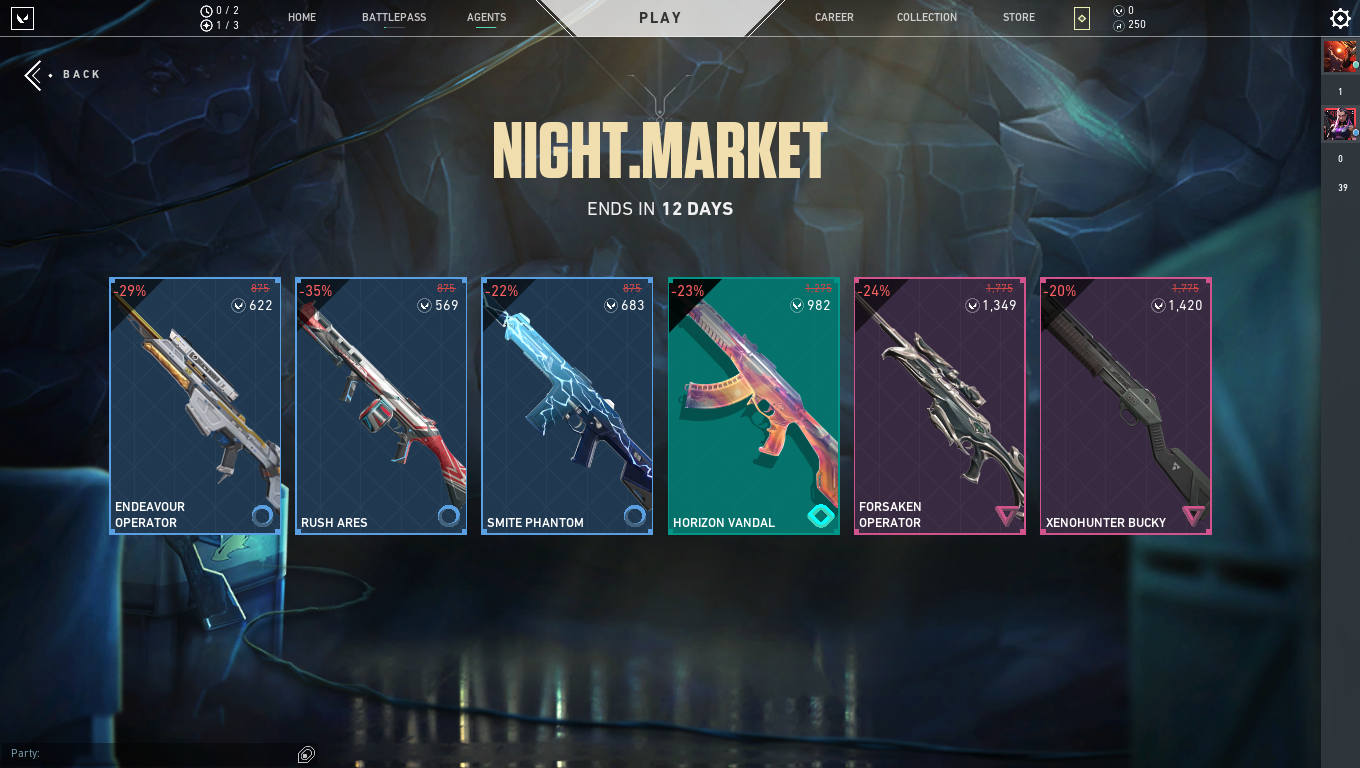 0 / 2
1 / 3
HOME
BATTLEPASS
AGENTS
PLAY
CAREER
COLLECTION
STORE
0
250
BACK
1
0
39
NIGHT.MARKET
ENDS IN 12 DAYS
-29%
875
622
ENDEAVOUR
OPERATOR
-35%
875
569
RUSH ARES
-22%
875
683
SMITE PHANTOM
-23%
1,275
982
HORIZON VANDAL
-24%
1,775
1,349
FORSAKEN
OPERATOR
-20%
1,775
1,420
XENOHUNTER BUCKY
Party: